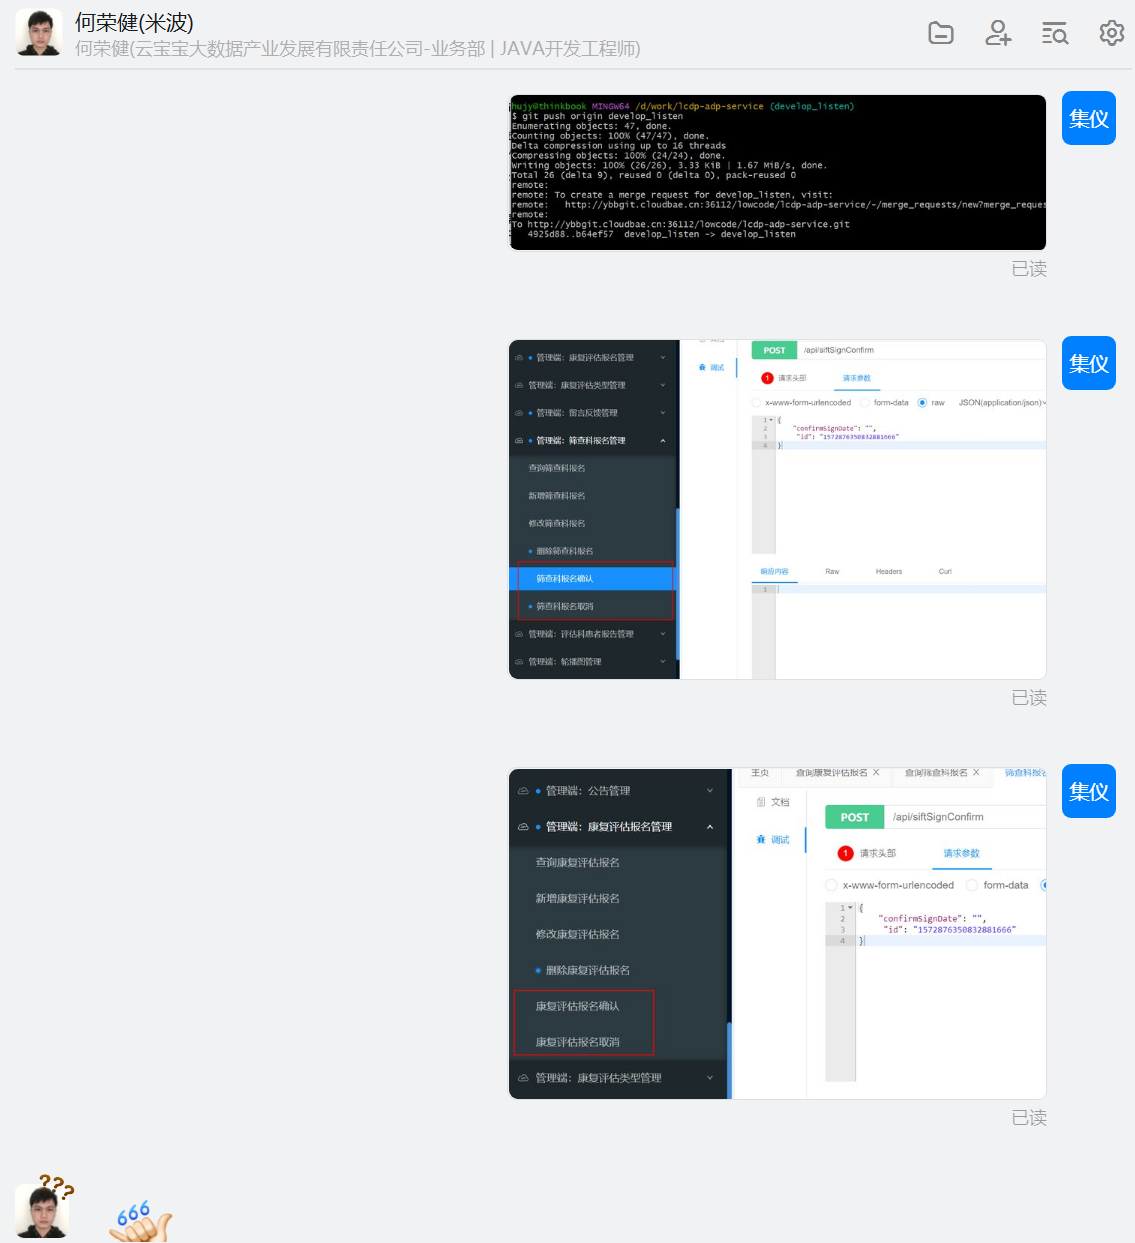 何荣健(米波)
何荣健(云宝宝大数据产业发展有限责任公司-业务部 | JAVA开发工程师)
集仪
hujy@thinkbook MINGW64 /d/work/lcdp-adp-service (develop_listen)
$ git push origin develop_listen
Enumerating objects: 47, done.
Counting objects: 100% (47/47), done.
Delta compression using up to 16 threads
Compressing objects: 100% (24/24), done.
Writing objects: 100% (26/26), 3.33 KiB | 1.67 MiB/s, done.
Total 26 (delta 9), reused 0 (delta 0), pack-reused 0
remote:
remote: To create a merge request for develop_listen, visit:
remote:   http://ybbgit.cloudbae.cn:36112/lowcode/lcdp-adp-service/-/merge_requests/new?merge_reques
remote:
To http://ybbgit.cloudbae.cn:36112/lowcode/lcdp-adp-service.git
4925d88..b64ef57  develop_listen -> develop_listen
已读
集仪
管理端：康复评估报名管理
管理端：康复评估类型管理
管理端：留言反馈管理
管理端：筛查科报名管理
查询筛查科报名
新增筛查科报名
修改筛查科报名
删除筛查科报名
筛查科报名确认
筛查科报名取消
管理端：评估科患者报告管理
管理端：轮播图管理
调试
POST /api/siftSignConfirm
1 请求头部 请求参数
x-www-form-urlencoded form-data raw JSON(application/json)
1 {
2 "confirmSignDate": "",
3 "id": "1572876350832881666"
4 }
响应内容 Raw Headers Curl
1
已读
集仪
管理端：公告管理
管理端：康复评估报名管理
查询康复评估报名
新增康复评估报名
修改康复评估报名
删除康复评估报名
康复评估报名确认
康复评估报名取消
管理端：康复评估类型管理
主页 查询康复评估报名 X 查询筛查科报名 X 筛查科报名
文档
调试
POST /api/siftSignConfirm
1 请求头部 请求参数
x-www-form-urlencoded form-data
1 {
2 "confirmSignDate": "",
3 "id": "1572876350832881666"
4 }
已读
???
666